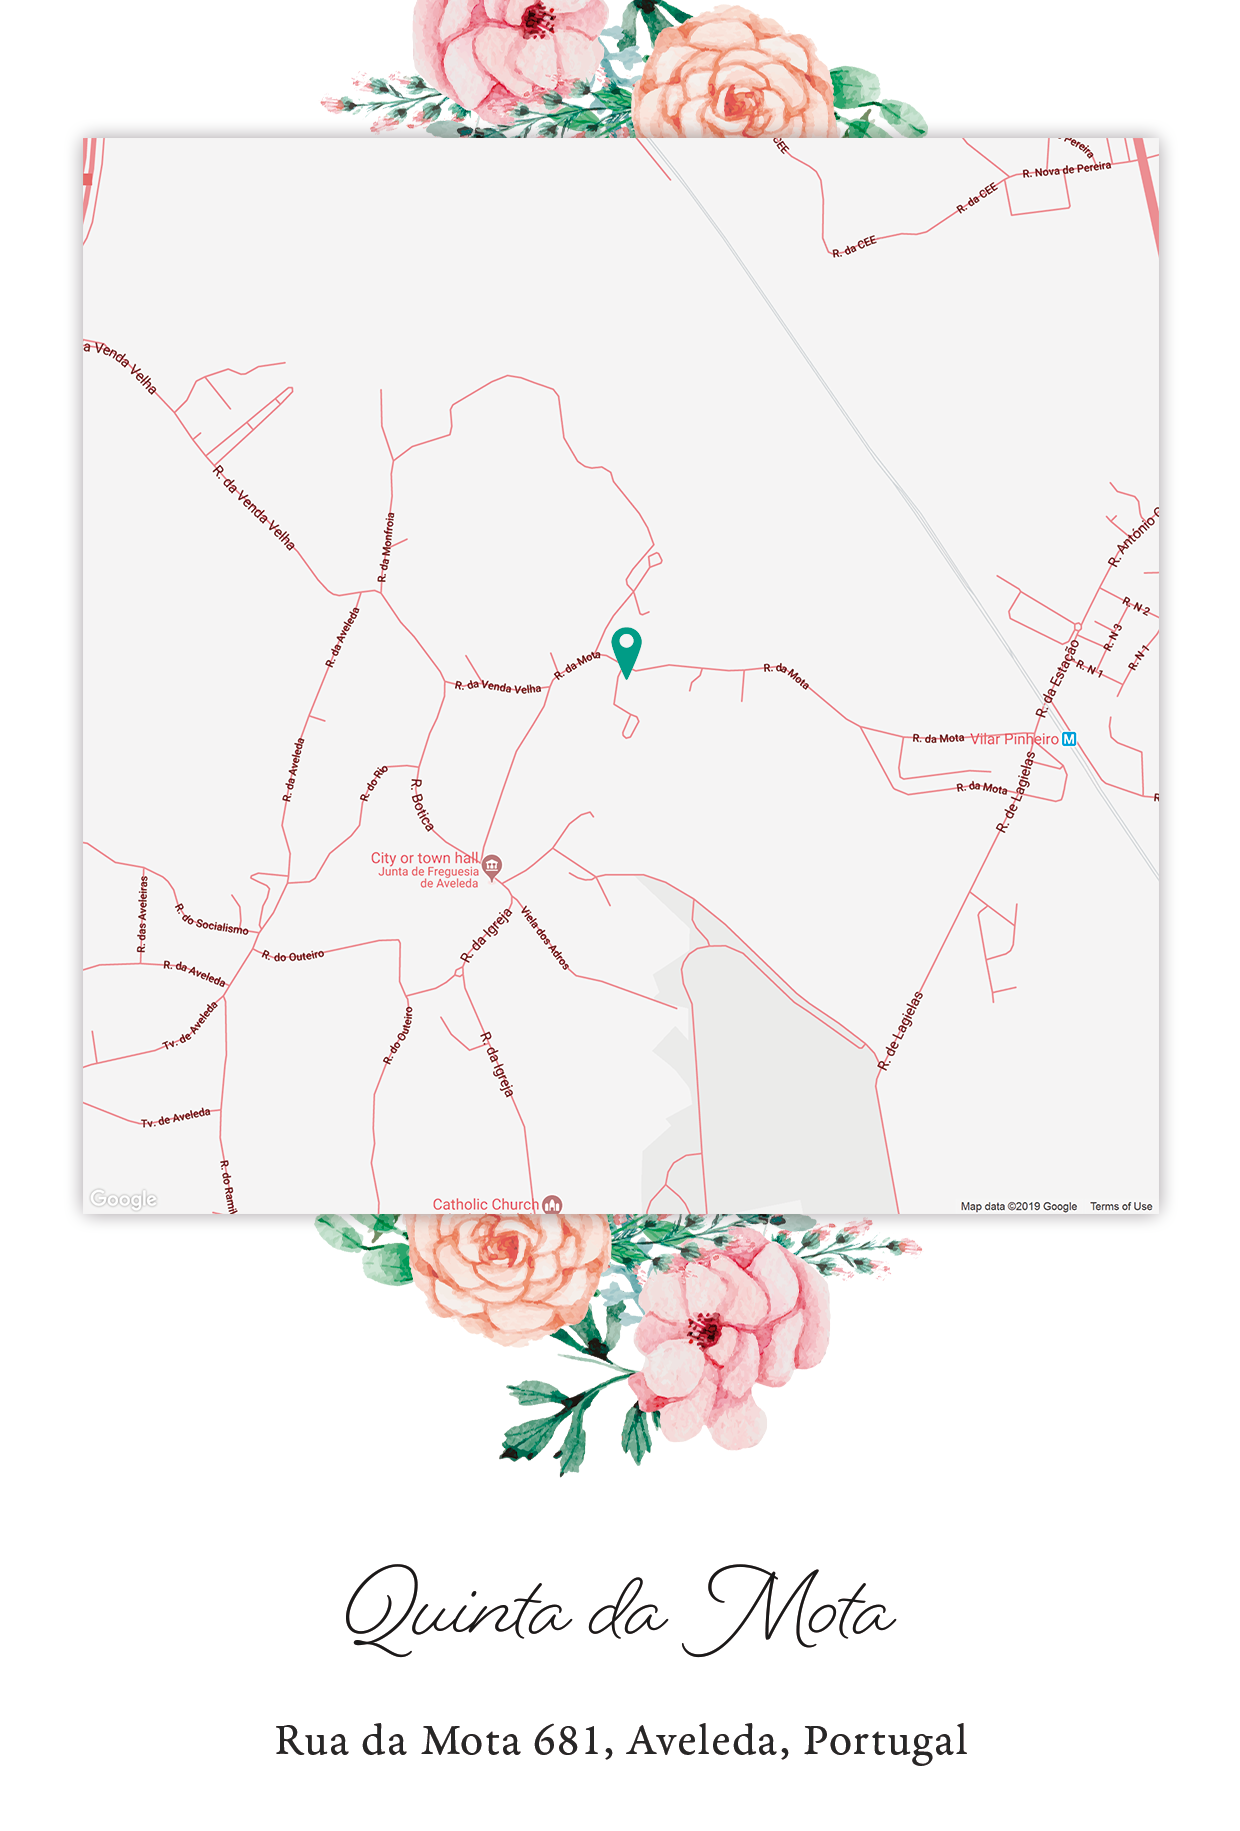 CEE
Pereira
R. Nova de Pereira
R. da CEE
R. da CEE
a Venda Velha
R. da Venda Velha
R. da Monfroia
R. António
R. N 2
R. N 3
R. N 1
R. N 1
R. da Aveleda
R. da Estação
R. da Mota
R. da Mota
R. da Venda Velha
R. da Mota
Vilar Pinheiro
M
R. da Aveleda
R. do Rio
R. Botica
R. da Mota
R. de Lagielas
R
City or town hall
Junta de Freguesia
de Aveleda
R. das Aveleiras
R. do Socialismo
R. da Igreja
Viela dos Adros
R. do Outeiro
R. da Aveleda
Tv. de Aveleda
R. do Outeiro
R. de Lagielas
R. da Igreja
Tv. de Aveleda
R. do Ramil
Google
Catholic Church
Map data ©2019 Google
Terms of Use
Quinta da Mota
Rua da Mota 681, Aveleda, Portugal